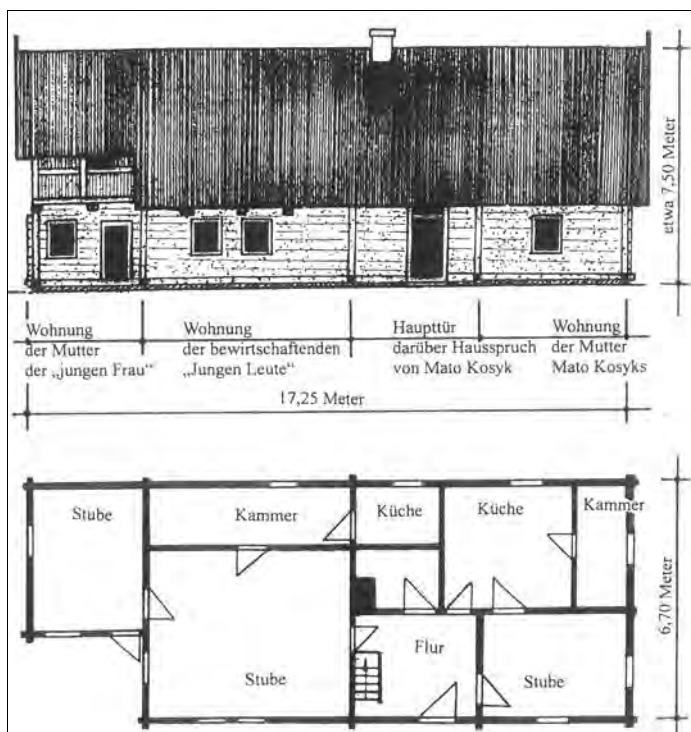 etwa 7,50 Meter
Wohnung
der Mutter
der „jungen Frau“
Wohnung
der bewirtschaftenden
„Jungen Leute“
Haupttür
darüber Hausspruch
von Mato Kosyk
Wohnung
der Mutter
Mato Kosyks
17,25 Meter
Stube
Kammer
Küche
Küche
Kammer
6,70 Meter
Stube
Flur
Stube